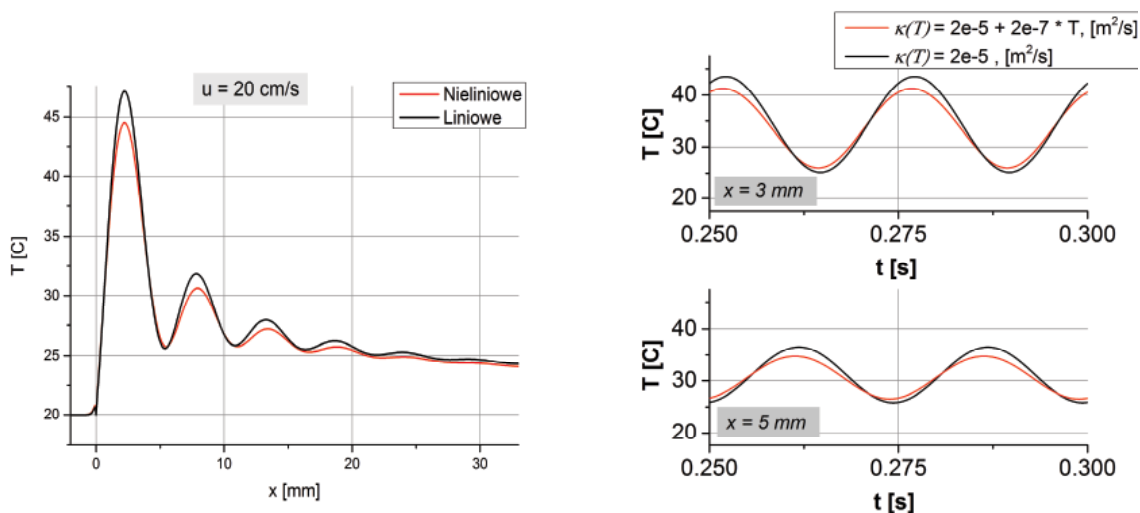 u = 20 cm/s
Nieliniowe
Liniowe
45
40
35
30
25
20
T [C]
0
10
20
30
x [mm]
κ(T) = 2e-5 + 2e-7 * T, [m²/s]
κ(T) = 2e-5 , [m²/s]
40
30
20
T [C]
x = 3 mm
0.250
0.275
0.300
t [s]
40
30
20
T [C]
x = 5 mm
0.250
0.275
0.300
t [s]